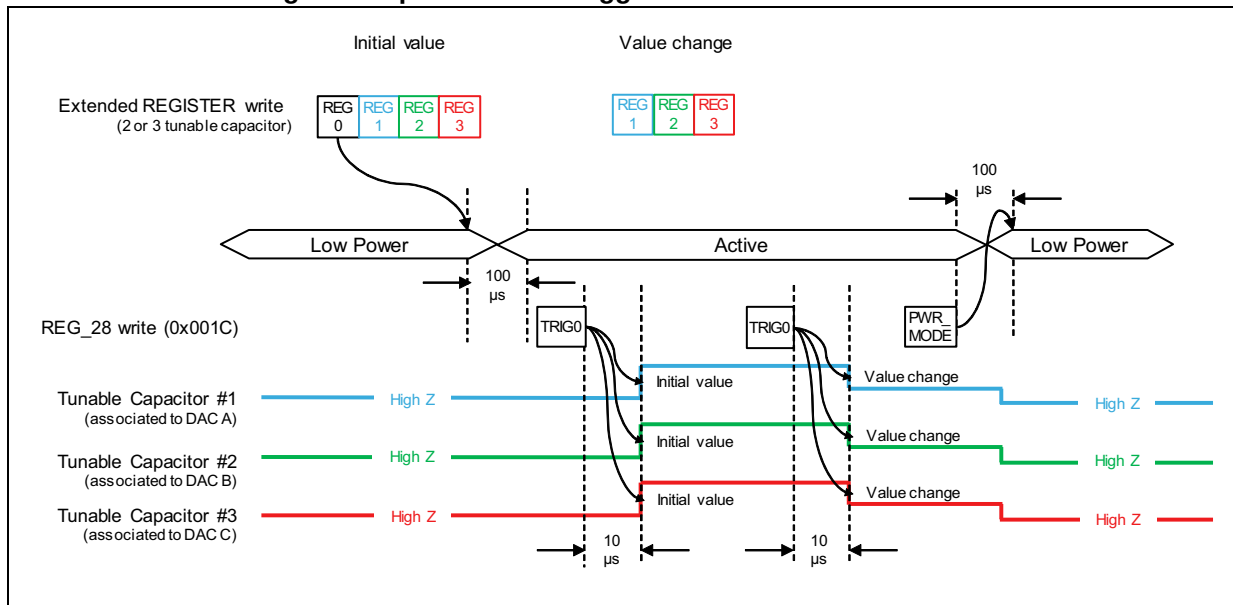 Initial value
Value change
Extended REGISTER write
(2 or 3 tunable capacitor)
REG 0
REG 1
REG 2
REG 3
REG 1
REG 2
REG 3
100
µs
Low Power
Active
Low Power
100
µs
REG_28 write (0x001C)
TRIG0
TRIG0
PWR_
MODE
Tunable Capacitor #1
(associated to DAC A)
High Z
Initial value
Value change
High Z
Tunable Capacitor #2
(associated to DAC B)
High Z
Initial value
Value change
High Z
Tunable Capacitor #3
(associated to DAC C)
High Z
Initial value
Value change
High Z
10
µs
10
µs